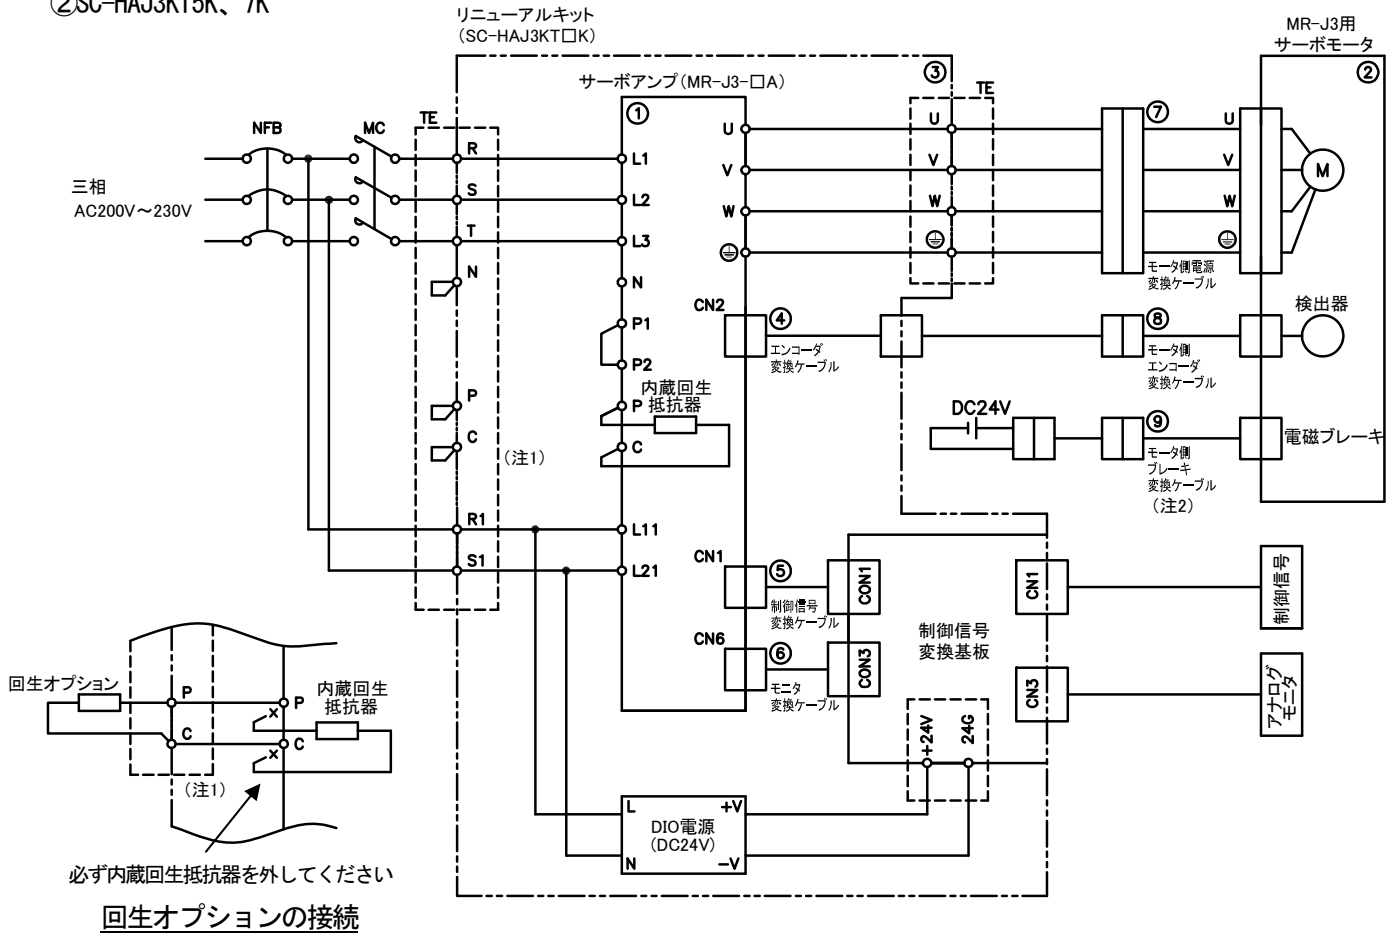 ②SC-HAJ3KT5K、7K
リニューアルキット
(SC-HAJ3KT□K)
MR-J3用
サーボモータ
サーボアンプ(MR-J3-□A)
③
②
TE
TE
①
⑦
NFB
MC
三相
AC200V～230V
R
S
T
N
P
C
(注1)
R1
S1
L1
L2
L3
N
P1
P2
P
C
内蔵回生
抵抗器
L11
L21
U
V
W
U
V
W
U
V
W
M
モータ側電源
変換ケーブル
CN2
④
エンコーダ
変換ケーブル
⑧
モータ側
エンコーダ
変換ケーブル
検出器
DC24V
⑨
モータ側
ブレーキ
変換ケーブル
(注2)
電磁ブレーキ
CN1
⑤
制御信号
変換ケーブル
CON1
CN1
制御信号
CN6
⑥
モニタ
変換ケーブル
CON3
制御信号
変換基板
CN3
アナログ
モニタ
+24V
24G
L
N
+V
-V
DIO電源
(DC24V)
回生オプション
P
C
P
C
×
×
内蔵回生
抵抗器
(注1)
必ず内蔵回生抵抗器を外してください
回生オプションの接続